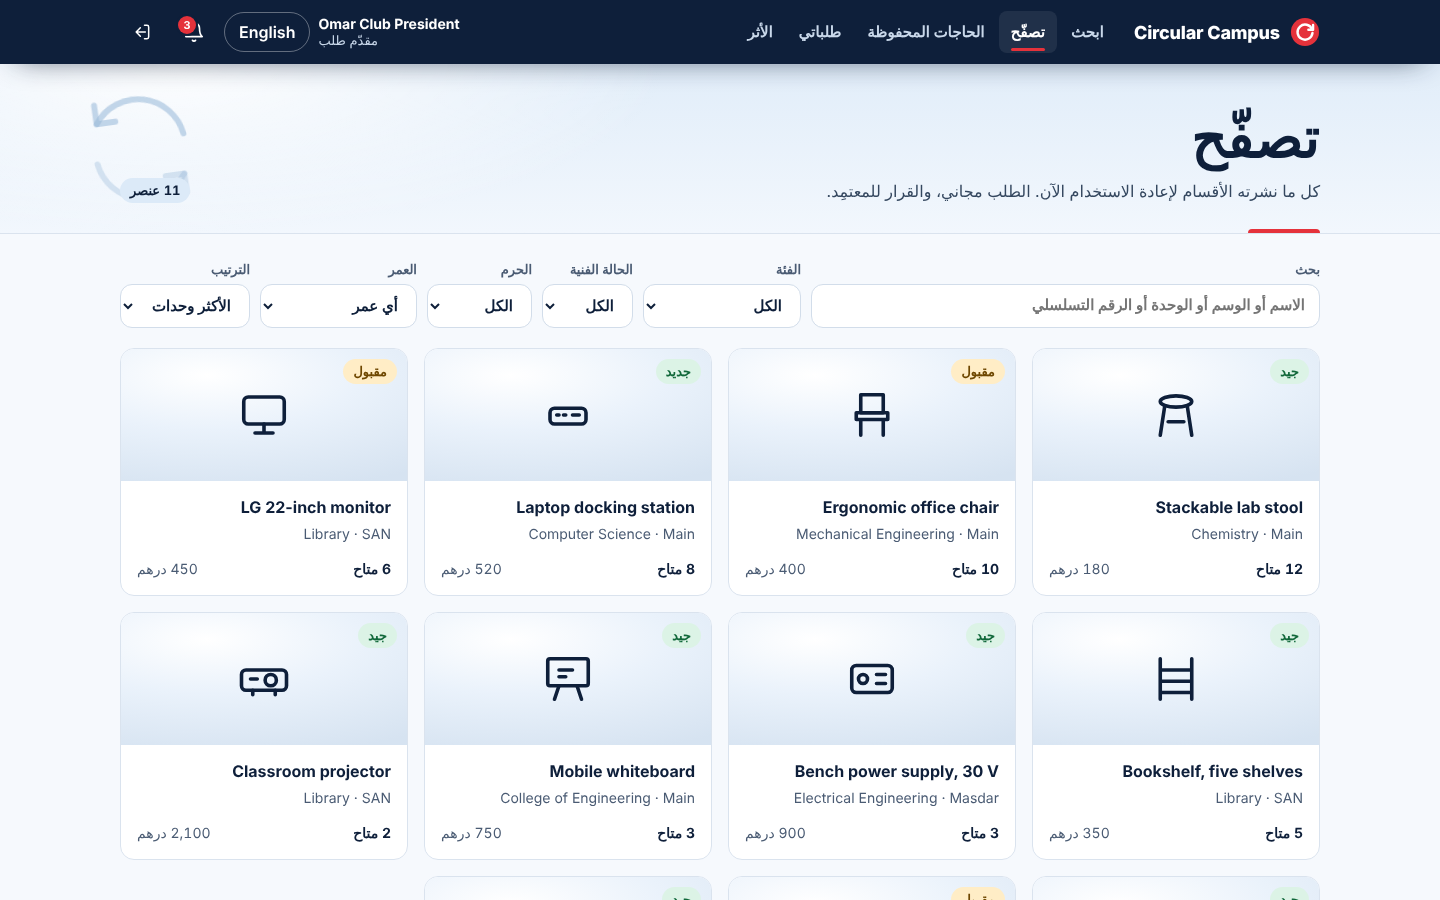 Circular Campus
ابحث
تصفّح
الحاجات المحفوظة
طلباتي
الأثر
Omar Club President
مقدّم طلب
English
3
تصفّح
كل ما نشرته الأقسام لإعادة الاستخدام الآن. الطلب مجاني، والقرار للمعتمِد.
11 عنصر
بحث
الفئة
الحالة الفنية
الحرم
العمر
الترتيب
الاسم أو الوسم أو الوحدة أو الرقم التسلسلي
الكل
الكل
الكل
أي عمر
الأكثر وحدات
جيد
Stackable lab stool
Chemistry · Main
12 متاح
180 درهم
مقبول
Ergonomic office chair
Mechanical Engineering · Main
10 متاح
400 درهم
جديد
Laptop docking station
Computer Science · Main
8 متاح
520 درهم
مقبول
LG 22-inch monitor
Library · SAN
6 متاح
450 درهم
جيد
Bookshelf, five shelves
Library · SAN
5 متاح
350 درهم
جيد
Bench power supply, 30 V
Electrical Engineering · Masdar
3 متاح
900 درهم
جيد
Mobile whiteboard
College of Engineering · Main
3 متاح
750 درهم
جيد
Classroom projector
Library · SAN
2 متاح
2,100 درهم